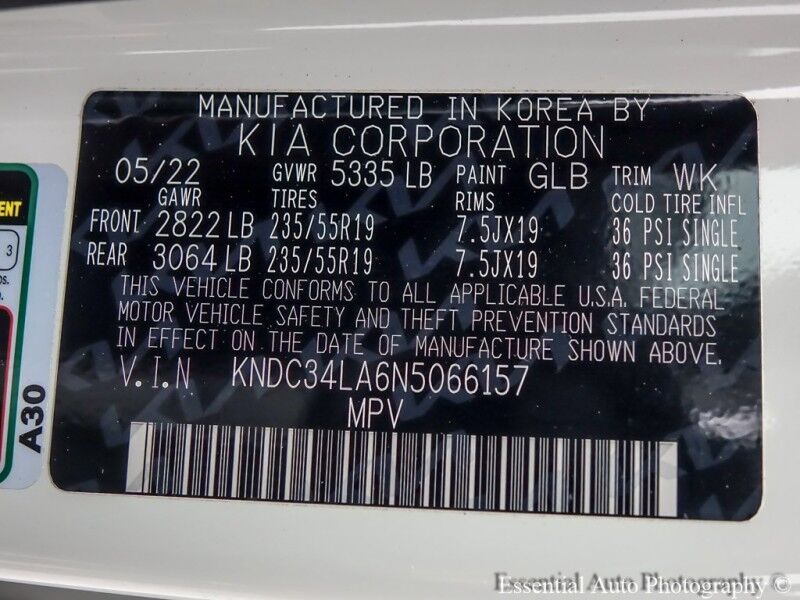 MANUFACTURED IN KOREA BY
KIA CORPORATION
05/22 GVWR 5335 LB PAINT GLB TRIM WK
GAWR TIRES RIMS COLD TIRE INFL
FRONT 2822 LB 235/55R19 7.5JX19 36 PSI SINGLE
REAR 3064 LB 235/55R19 7.5JX19 36 PSI SINGLE
THIS VEHICLE CONFORMS TO ALL APPLICABLE U.S.A. FEDERAL
MOTOR VEHICLE SAFETY AND THEFT PREVENTION STANDARDS
IN EFFECT ON THE DATE OF MANUFACTURE SHOWN ABOVE.
V.I.N KNDC34LA6N5066157
MPV
ENT
3
A30
Essential Auto Photography ©